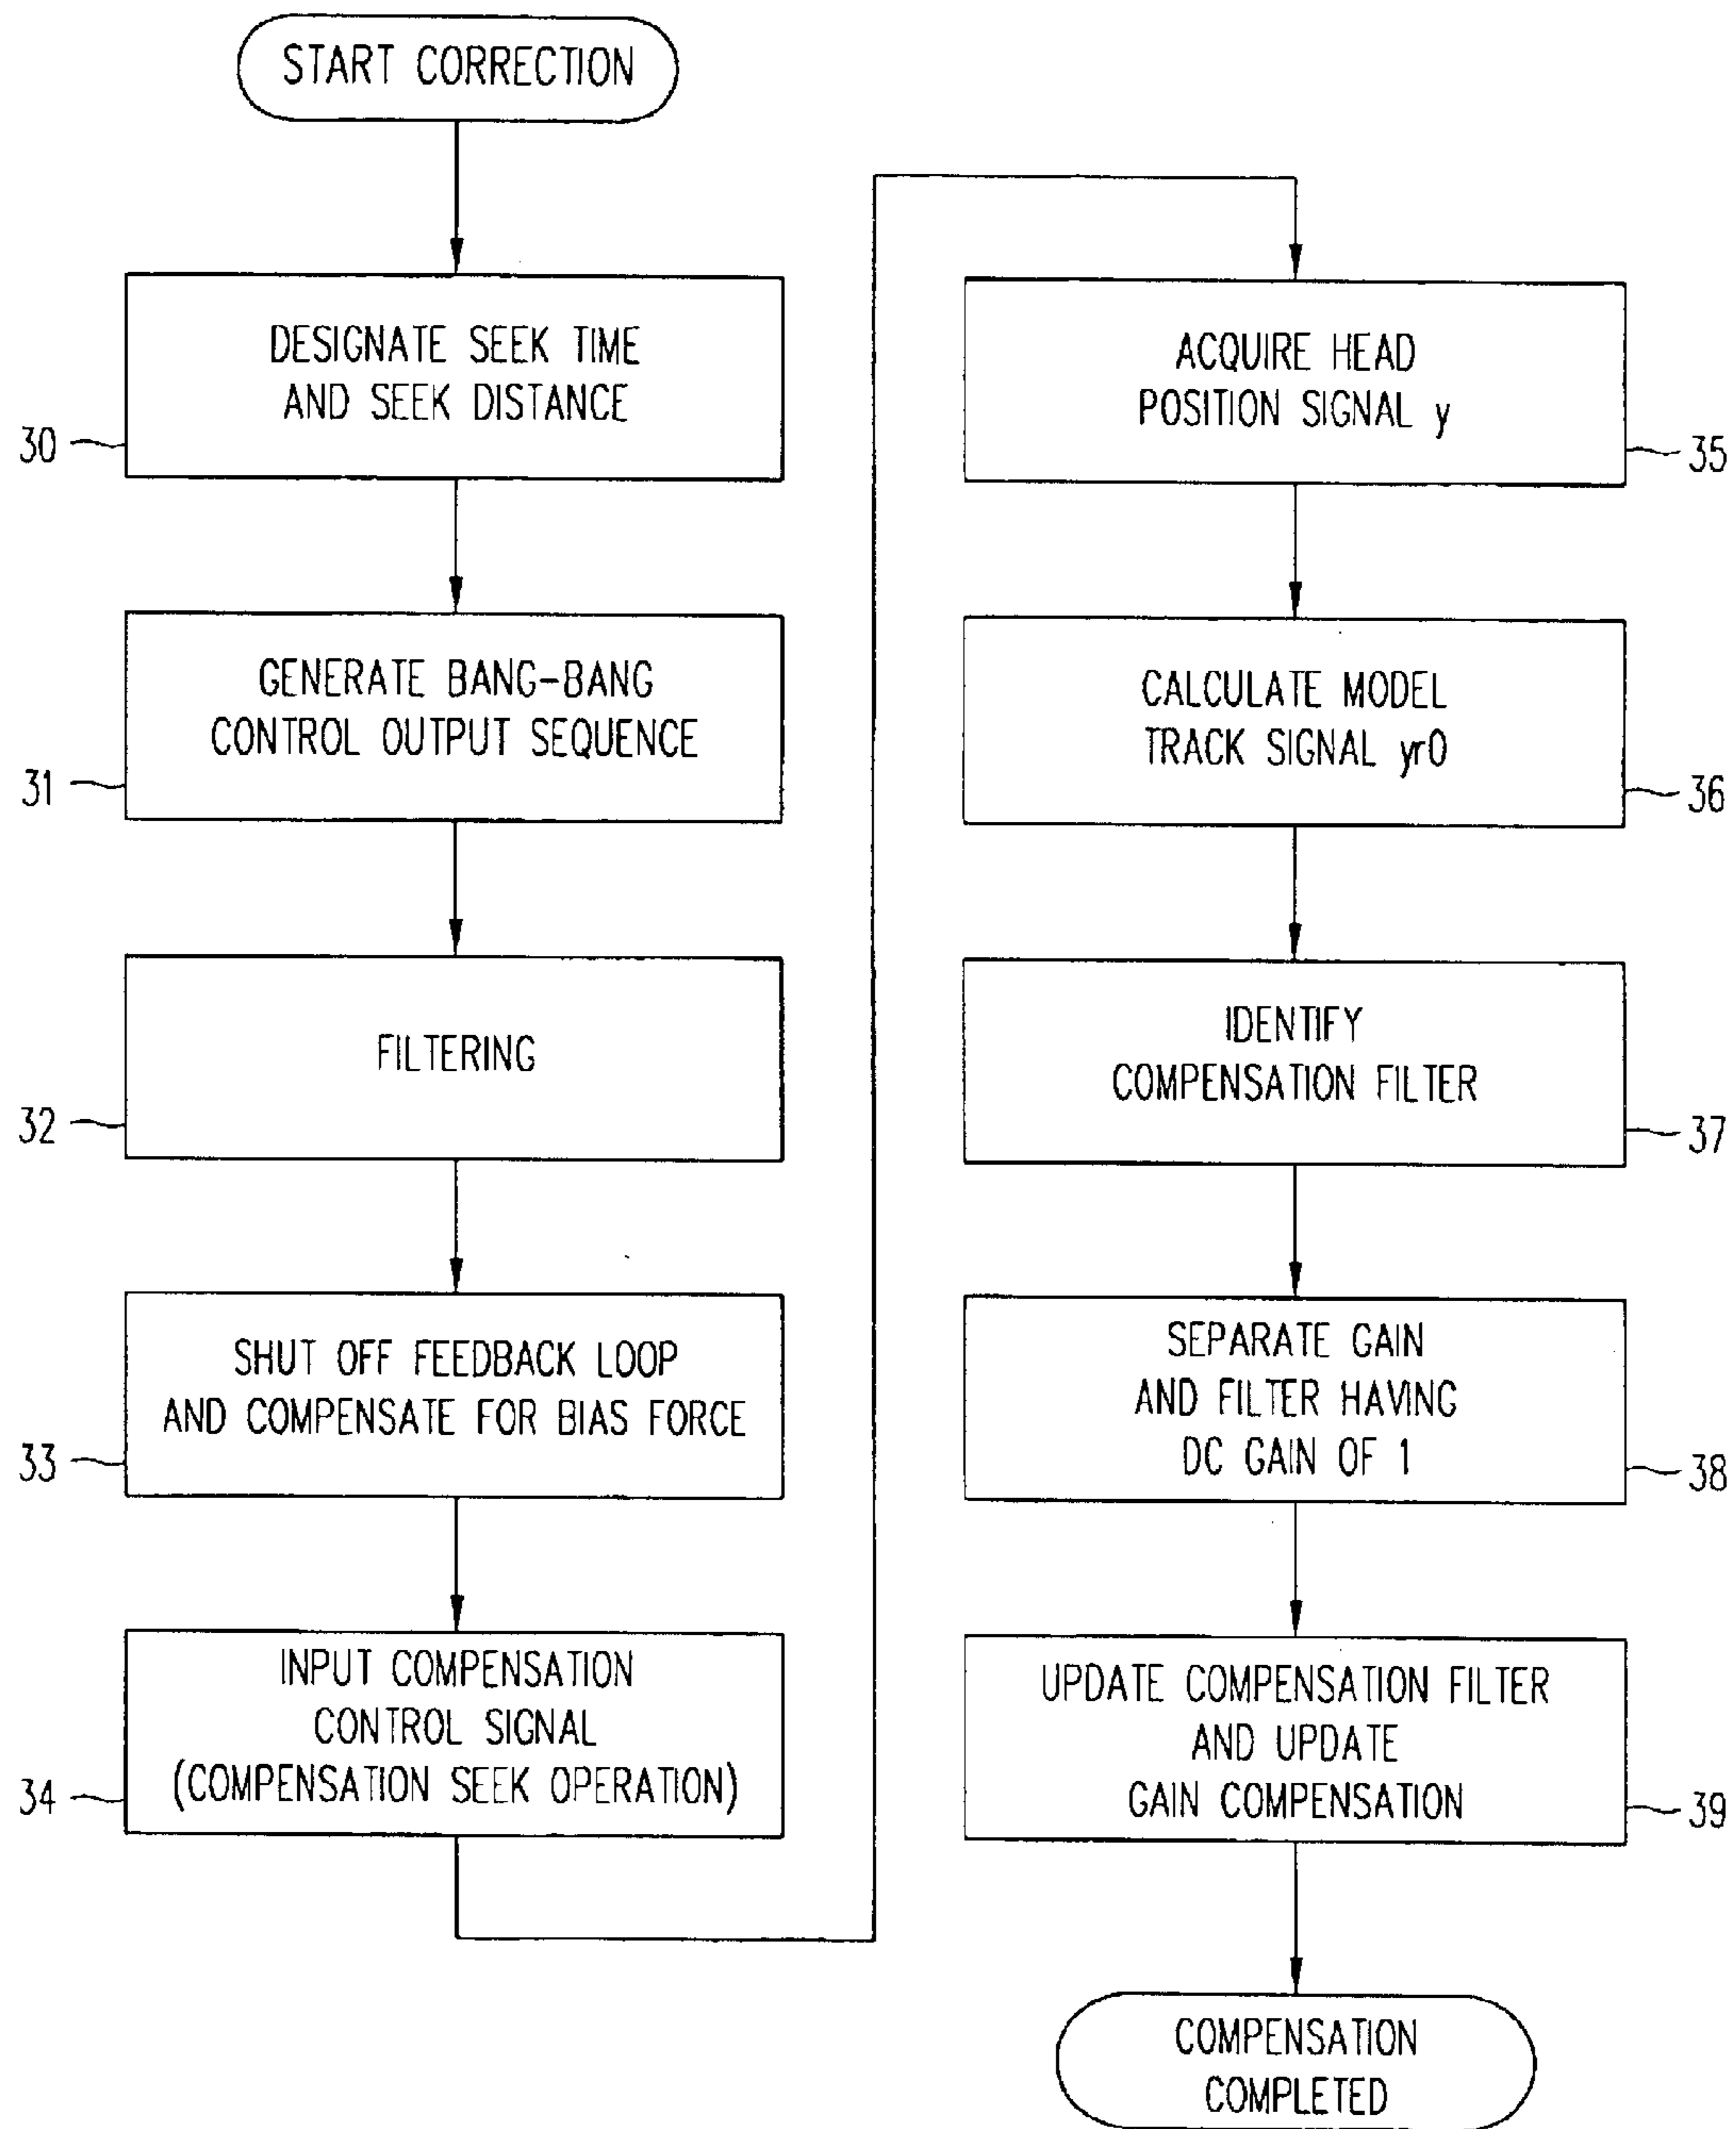 START CORRECTION
DESIGNATE SEEK TIME
AND SEEK DISTANCE
30
GENERATE BANG-BANG
CONTROL OUTPUT SEQUENCE
31
FILTERING
32
SHUT OFF FEEDBACK LOOP
AND COMPENSATE FOR BIAS FORCE
33
INPUT COMPENSATION
CONTROL SIGNAL
(COMPENSATION SEEK OPERATION)
34
ACQUIRE HEAD
POSITION SIGNAL y
35
CALCULATE MODEL
TRACK SIGNAL yr0
36
IDENTIFY
COMPENSATION FILTER
37
SEPARATE GAIN
AND FILTER HAVING
DC GAIN OF 1
38
UPDATE COMPENSATION FILTER
AND UPDATE
GAIN COMPENSATION
39
COMPENSATION
COMPLETED